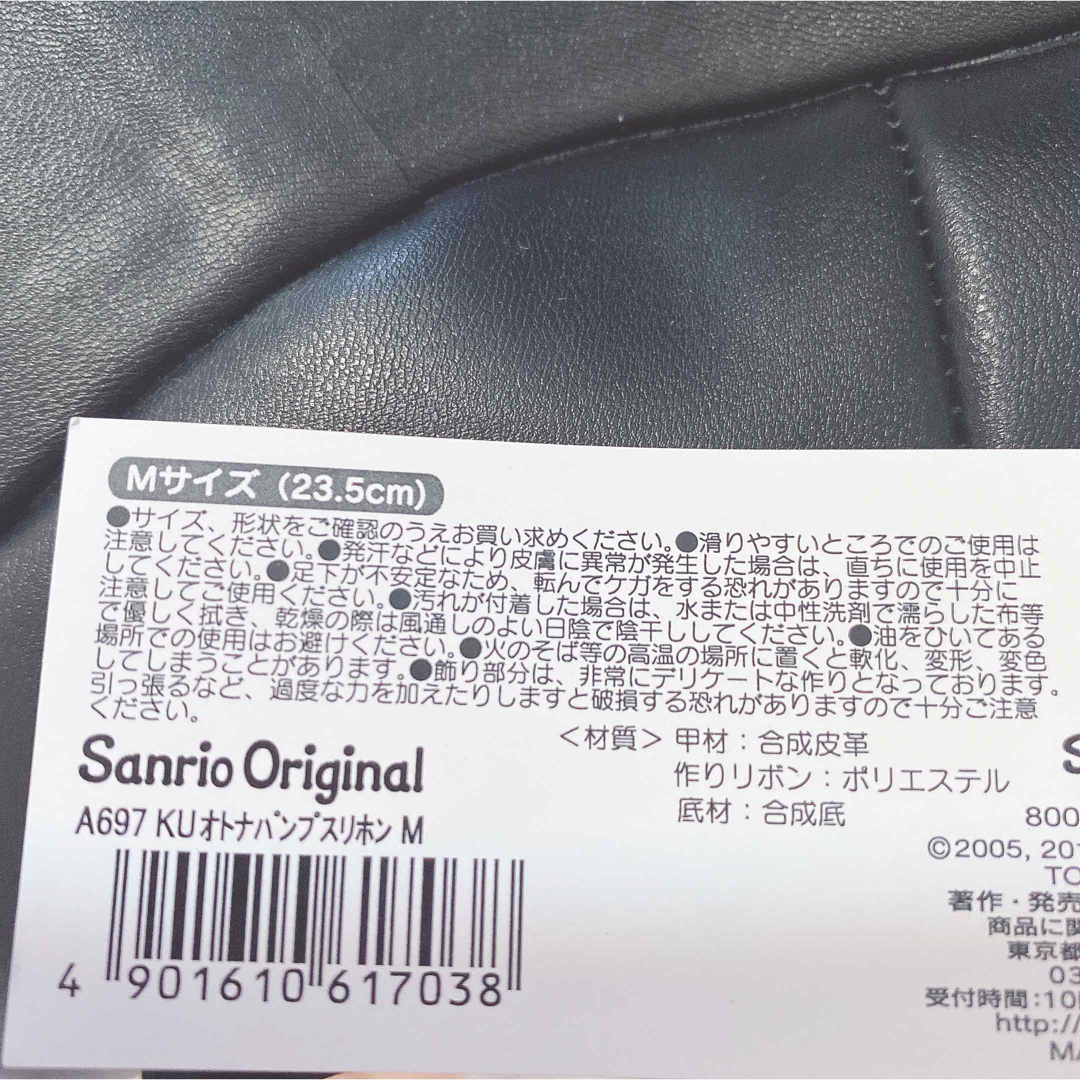 Mサイズ（23.5cm）
●サイズ、形状をご確認のうえお買い求めください。●滑りやすいところでのご使用は
注意してください。●発汗などにより皮膚に異常が発生した場合は、直ちに使用を中止
してください。●足下が不安定なため、転んでケガをする恐れがありますので十分に
注意してご使用ください。●汚れが付着した場合は、水または中性洗剤で濡らした布等
で優しく拭き、乾燥の際は風通しのよい日陰で陰干ししてください。●油をひいてある
場所での使用はお避けください。●火のそば等の高温の場所に置くと軟化、変形、変色
してしまうことがあります。●飾り部分は、非常にデリケートな作りとなっております。
引っ張るなど、過度な力を加えたりしますと破損する恐れがありますので十分ご注意
ください。
＜材質＞甲材：合成皮革
作りリボン：ポリエステル
底材：合成底
Sanrio Original
A697 KUオトナパンプスリホン M
4 901610 617038
S
800
©2005, 201
TO
著作・発売
商品に関
東京都
03
受付時間：10
http://
MA